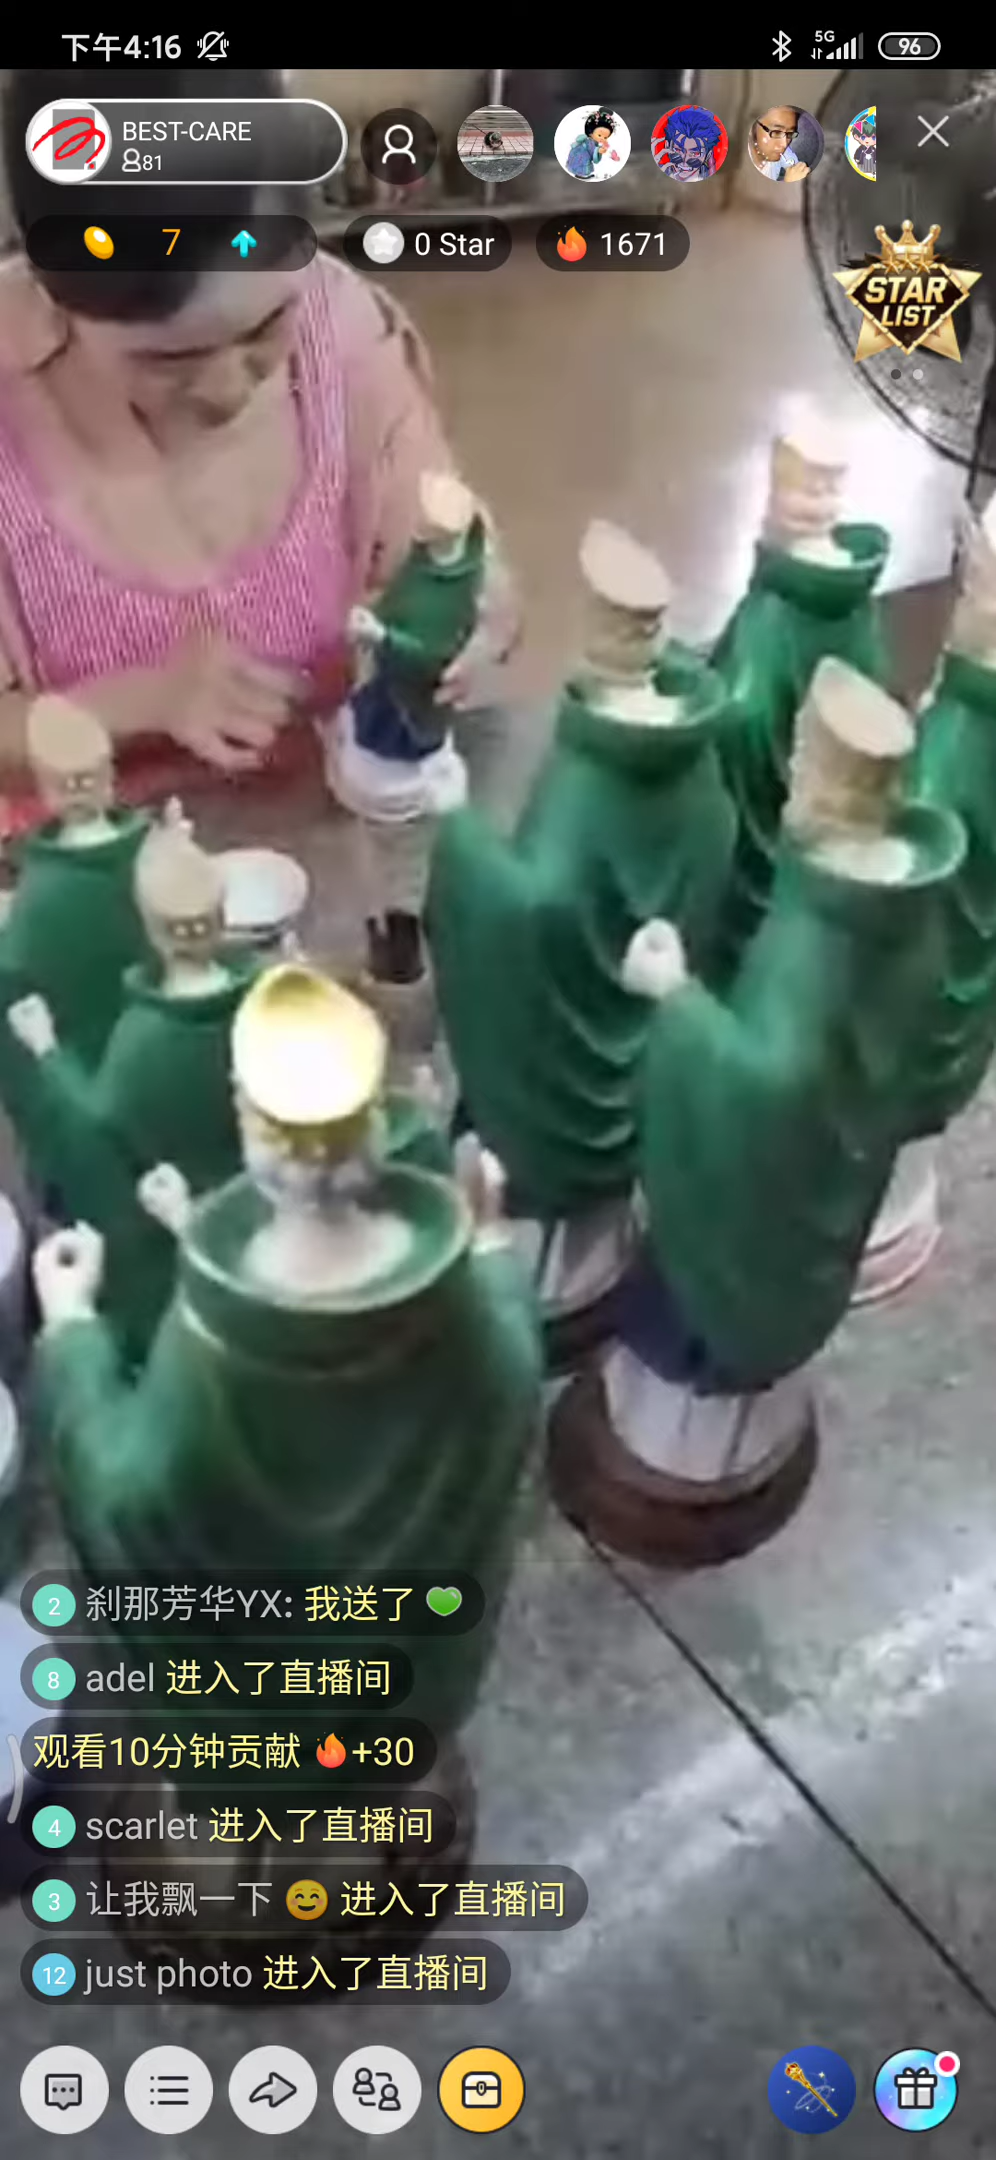 下午4:16
5G
96
BEST-CARE
81
7
0 Star
1671
STAR
LIST
2 刹那芳华YX: 我送了
8 adel 进入了直播间
观看10分钟贡献 +30
4 scarlet 进入了直播间
3 让我飘一下 进入了直播间
12 just photo 进入了直播间